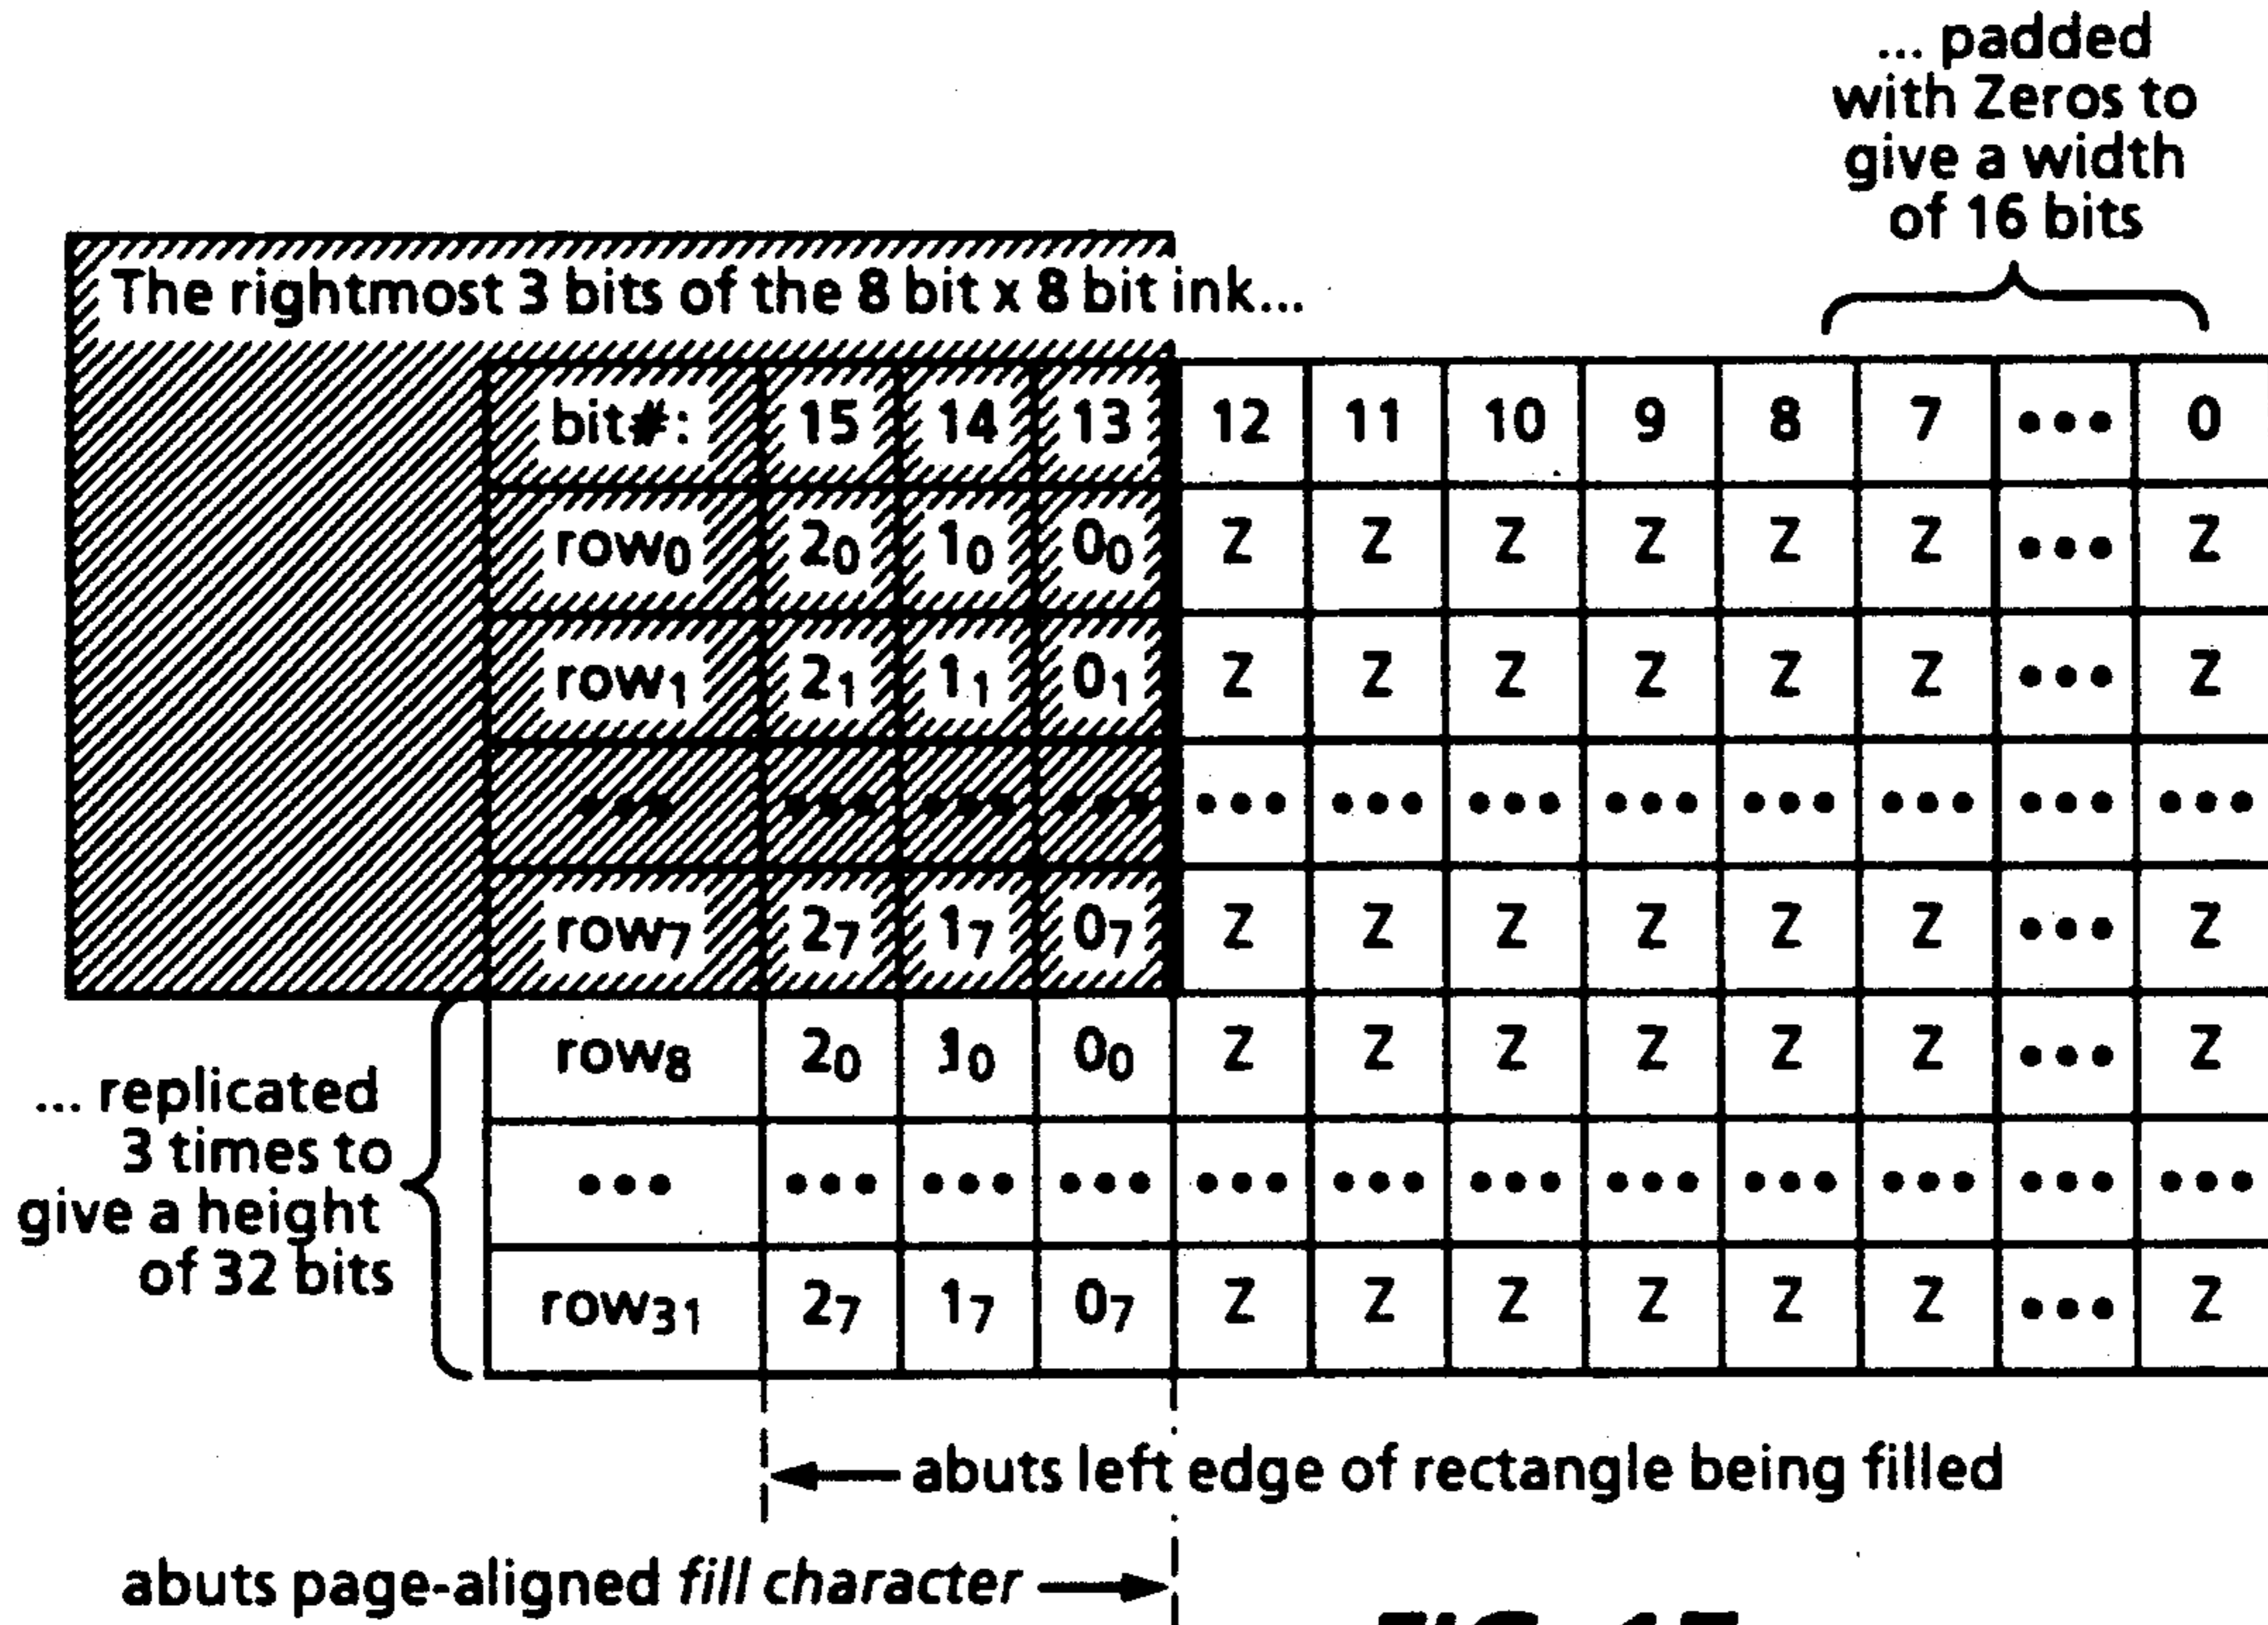 ... padded
with Zeros to
give a width
of 16 bits
The rightmost 3 bits of the 8 bit x 8 bit ink...
bit#: 15 14 13 12 11 10 9 8 7 ••• 0
row0 20 10 00 Z Z Z Z Z Z ••• Z
row1 21 11 01 Z Z Z Z Z Z ••• Z
••• ••• ••• ••• ••• ••• ••• ••• ••• ••• ••• •••
row7 27 17 07 Z Z Z Z Z Z ••• Z
row8 20 10 00 Z Z Z Z Z Z ••• Z
••• ••• ••• ••• ••• ••• ••• ••• ••• ••• ••• •••
row31 27 17 07 Z Z Z Z Z Z ••• Z
... replicated
3 times to
give a height
of 32 bits
abuts left edge of rectangle being filled
abuts page-aligned fill character